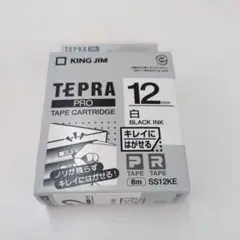 TEPRA PRO
KING JIM
TEPRA
PRO
TAPE CARTRIDGE
12mm
白
BLACK INK
キレイに
はがせる!
ノリが残らず
キレイにはがせる!
P R
TAPE TAPE
8m SS12KE